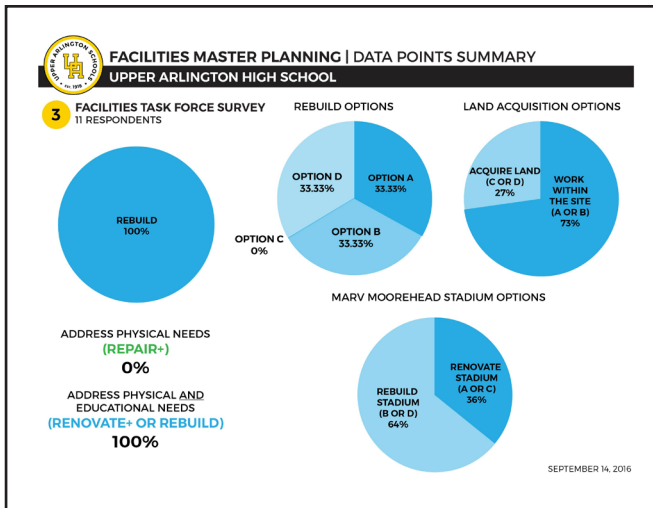 UPPER ARLINGTON SCHOOLS
UA
EST. 1918
FACILITIES MASTER PLANNING | DATA POINTS SUMMARY
UPPER ARLINGTON HIGH SCHOOL
3
FACILITIES TASK FORCE SURVEY
11 RESPONDENTS
REBUILD
100%
ADDRESS PHYSICAL NEEDS
(REPAIR+)
0%
ADDRESS PHYSICAL AND
EDUCATIONAL NEEDS
(RENOVATE+ OR REBUILD)
100%
REBUILD OPTIONS
OPTION D
33.33%
OPTION A
33.33%
OPTION C
0%
OPTION B
33.33%
LAND ACQUISITION OPTIONS
ACQUIRE LAND
(C OR D)
27%
WORK
WITHIN
THE SITE
(A OR B)
73%
MARV MOOREHEAD STADIUM OPTIONS
REBUILD
STADIUM
(B OR D)
64%
RENOVATE
STADIUM
(A OR C)
36%
SEPTEMBER 14, 2016